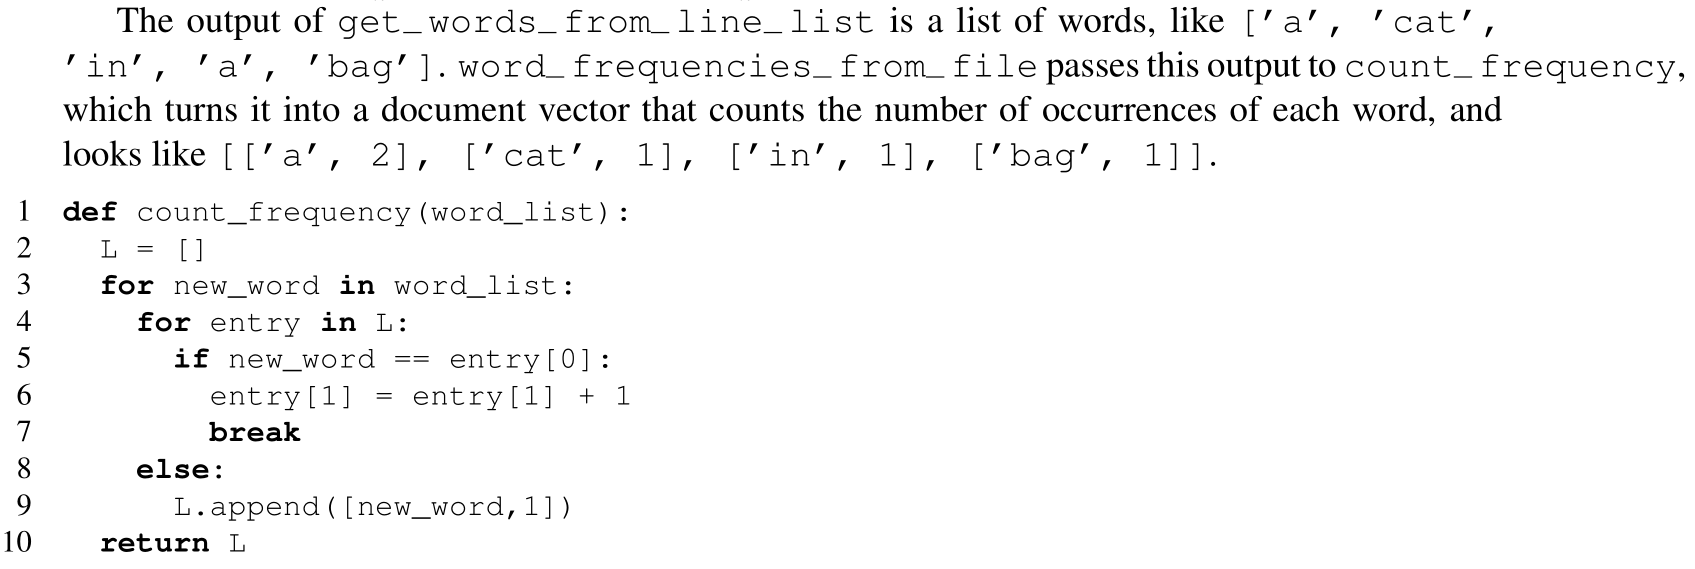 The output of get_words_from_line_list is a list of words, like ['a', 'cat',
'in', 'a', 'bag']. word_frequencies_from_file passes this output to count_frequency,
which turns it into a document vector that counts the number of occurrences of each word, and
looks like [['a', 2], ['cat', 1], ['in', 1], ['bag', 1]].
1 def count_frequency(word_list):
2   L = []
3   for new_word in word_list:
4     for entry in L:
5       if new_word == entry[0]:
6         entry[1] = entry[1] + 1
7         break
8     else:
9       L.append([new_word,1])
10   return L